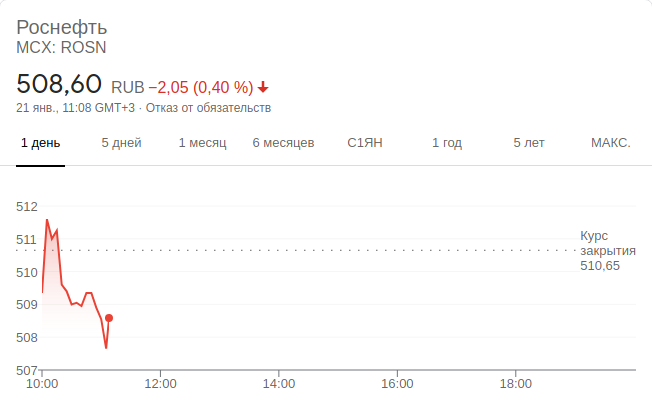 Роснефть
MCX: ROSN
508,60 RUB −2,05 (0,40 %)
21 янв., 11:08 GMT+3 · Отказ от обязательств
1 день 5 дней 1 месяц 6 месяцев С1ЯН 1 год 5 лет МАКС.
512
511
510
509
508
507
Курс
закрытия
510,65
10:00 12:00 14:00 16:00 18:00